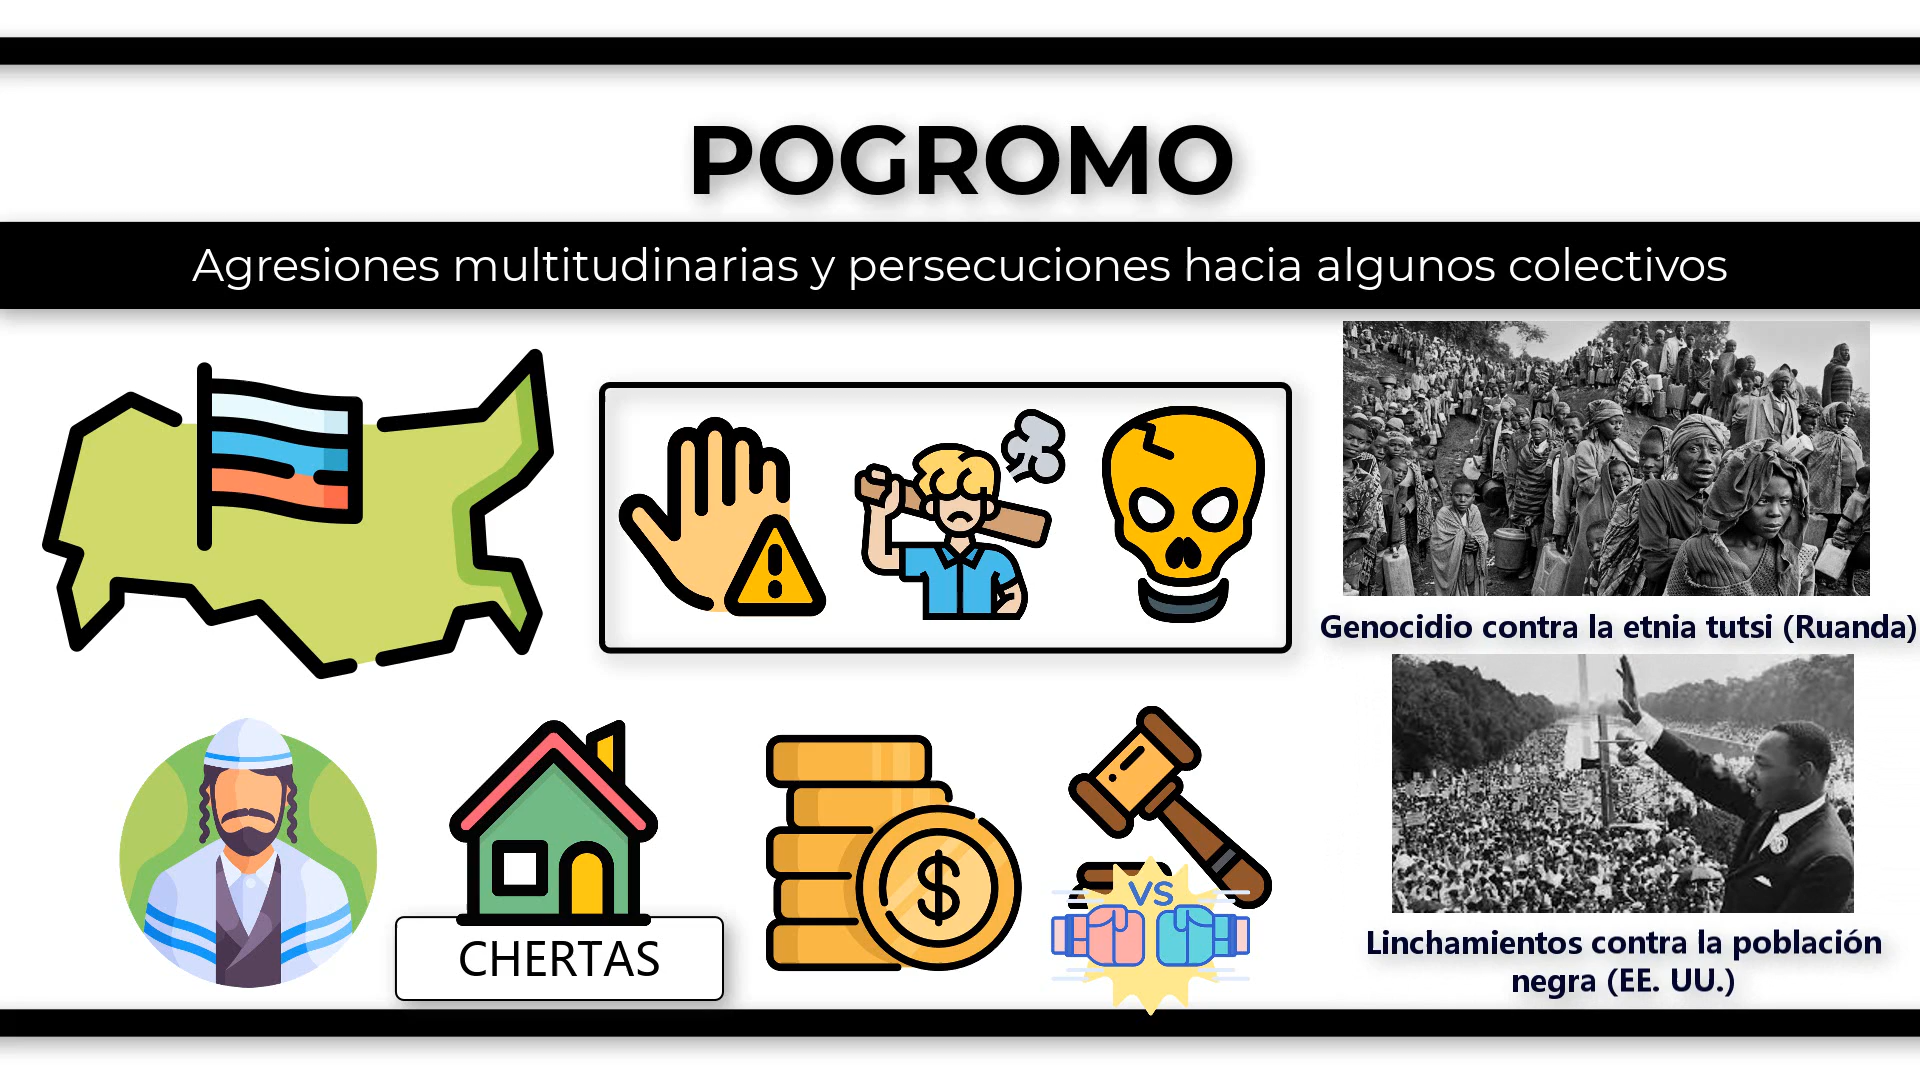 POGROMO
Agresiones multitudinarias y persecuciones hacia algunos colectivos
Genocidio contra la etnia tutsi (Ruanda)
CHERTAS
$
VS
Linchamientos contra la población
negra (EE. UU.)